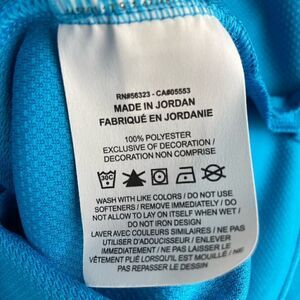 RN#56323 - CA#05553
MADE IN JORDAN
FABRIQUÉ EN JORDANIE
100% POLYESTER
EXCLUSIVE OF DECORATION /
DECORATION NON COMPRISE
WASH WITH LIKE COLORS / DO NOT USE
SOFTENERS / REMOVE IMMEDIATELY / DO
NOT ALLOW TO LAY ON ITSELF WHEN WET /
DO NOT IRON DESIGN
LAVER AVEC COULEURS SIMILAIRES / NE PAS
UTILISER D'ADOUCISSEUR / ENLEVER
IMMÉDIATEMENT / NE PAS LAISSER LE
VÊTEMENT PLIÉ LORSQU'IL EST MOUILLÉ / NE
PAS REPASSER LE DESSIN